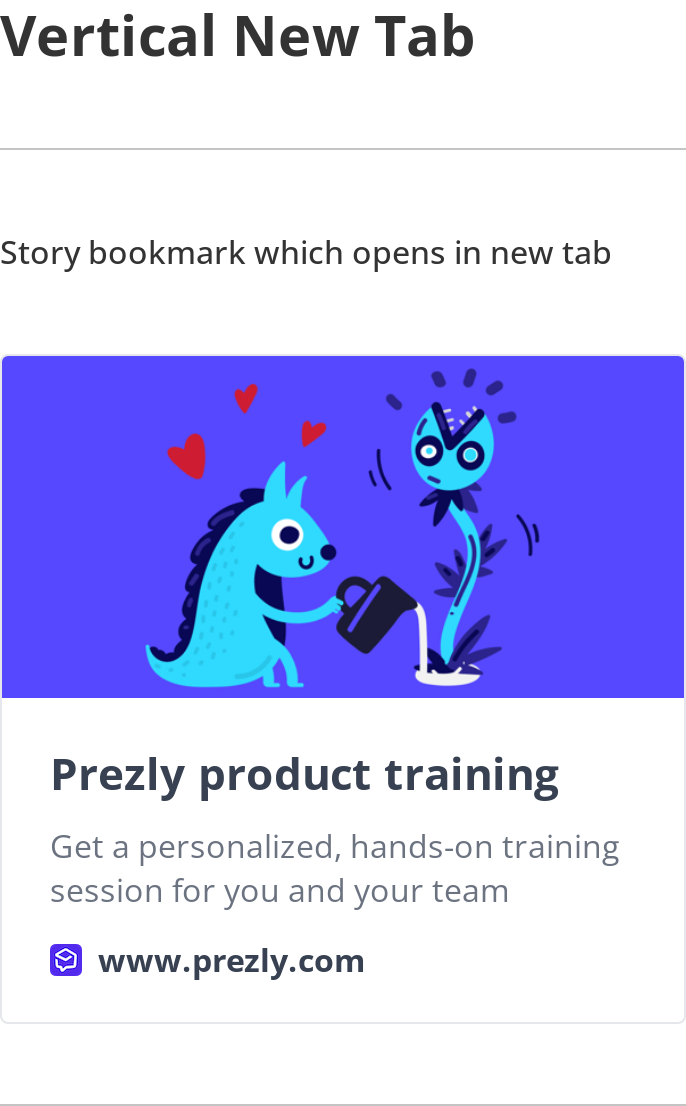 Vertical New Tab
Story bookmark which opens in new tab
Prezly product training
Get a personalized, hands-on training
session for you and your team
www.prezly.com